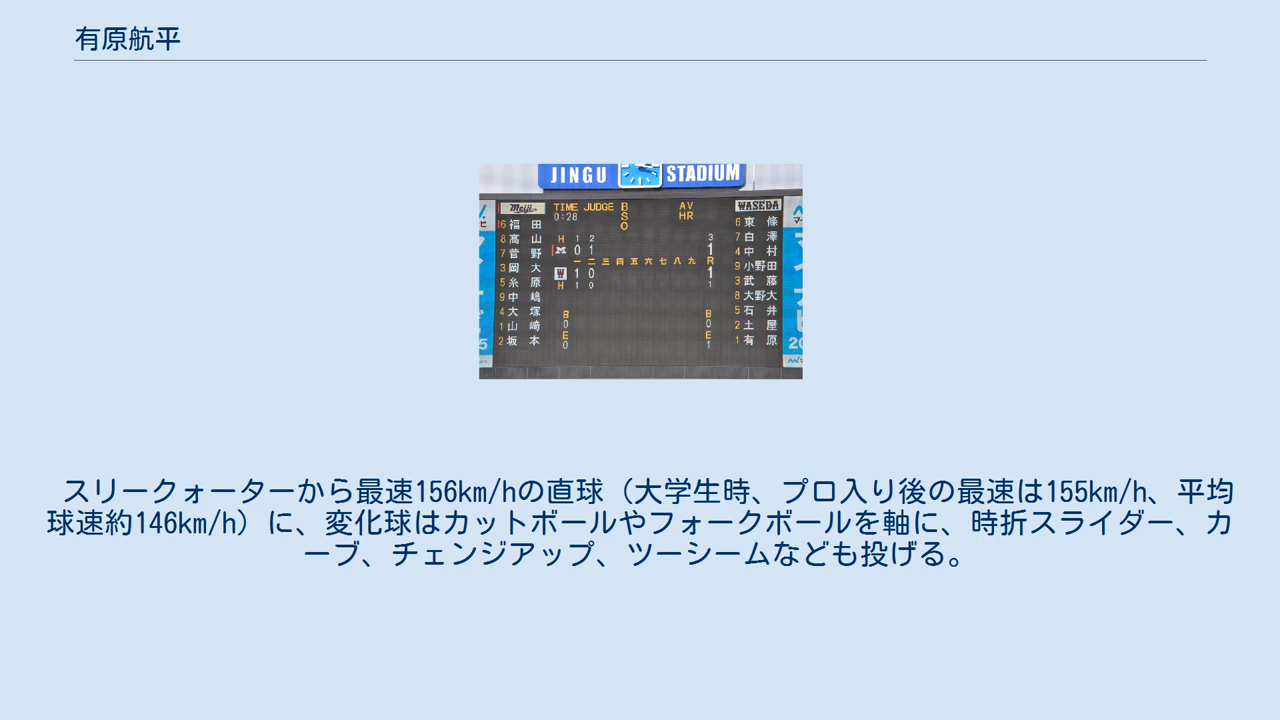 有原航平
JINGU STADIUM
Meiji TIME JUDGE B AV WASEDA
0:28 S HR
O
6 福田 6 東條
8 高山 H 1 2 3 7 白澤
7 菅野 M 0 1 1 4 中村
一 二 三 四 五 六 七 八 九 R 9 小野田
3 岡大 W 1 0 1 3 武藤
5 糸原 H 1 0 1 8 大野大
9 中嶋 5 石井
4 大塚 B B 2 土屋
1 山崎 0 0 1 有原
2 坂本 E E
0 1
スリークォーターから最速156km/hの直球（大学生時、プロ入り後の最速は155km/h、平均
球速約146km/h）に、変化球はカットボールやフォークボールを軸に、時折スライダー、カ
ーブ、チェンジアップ、ツーシームなども投げる。